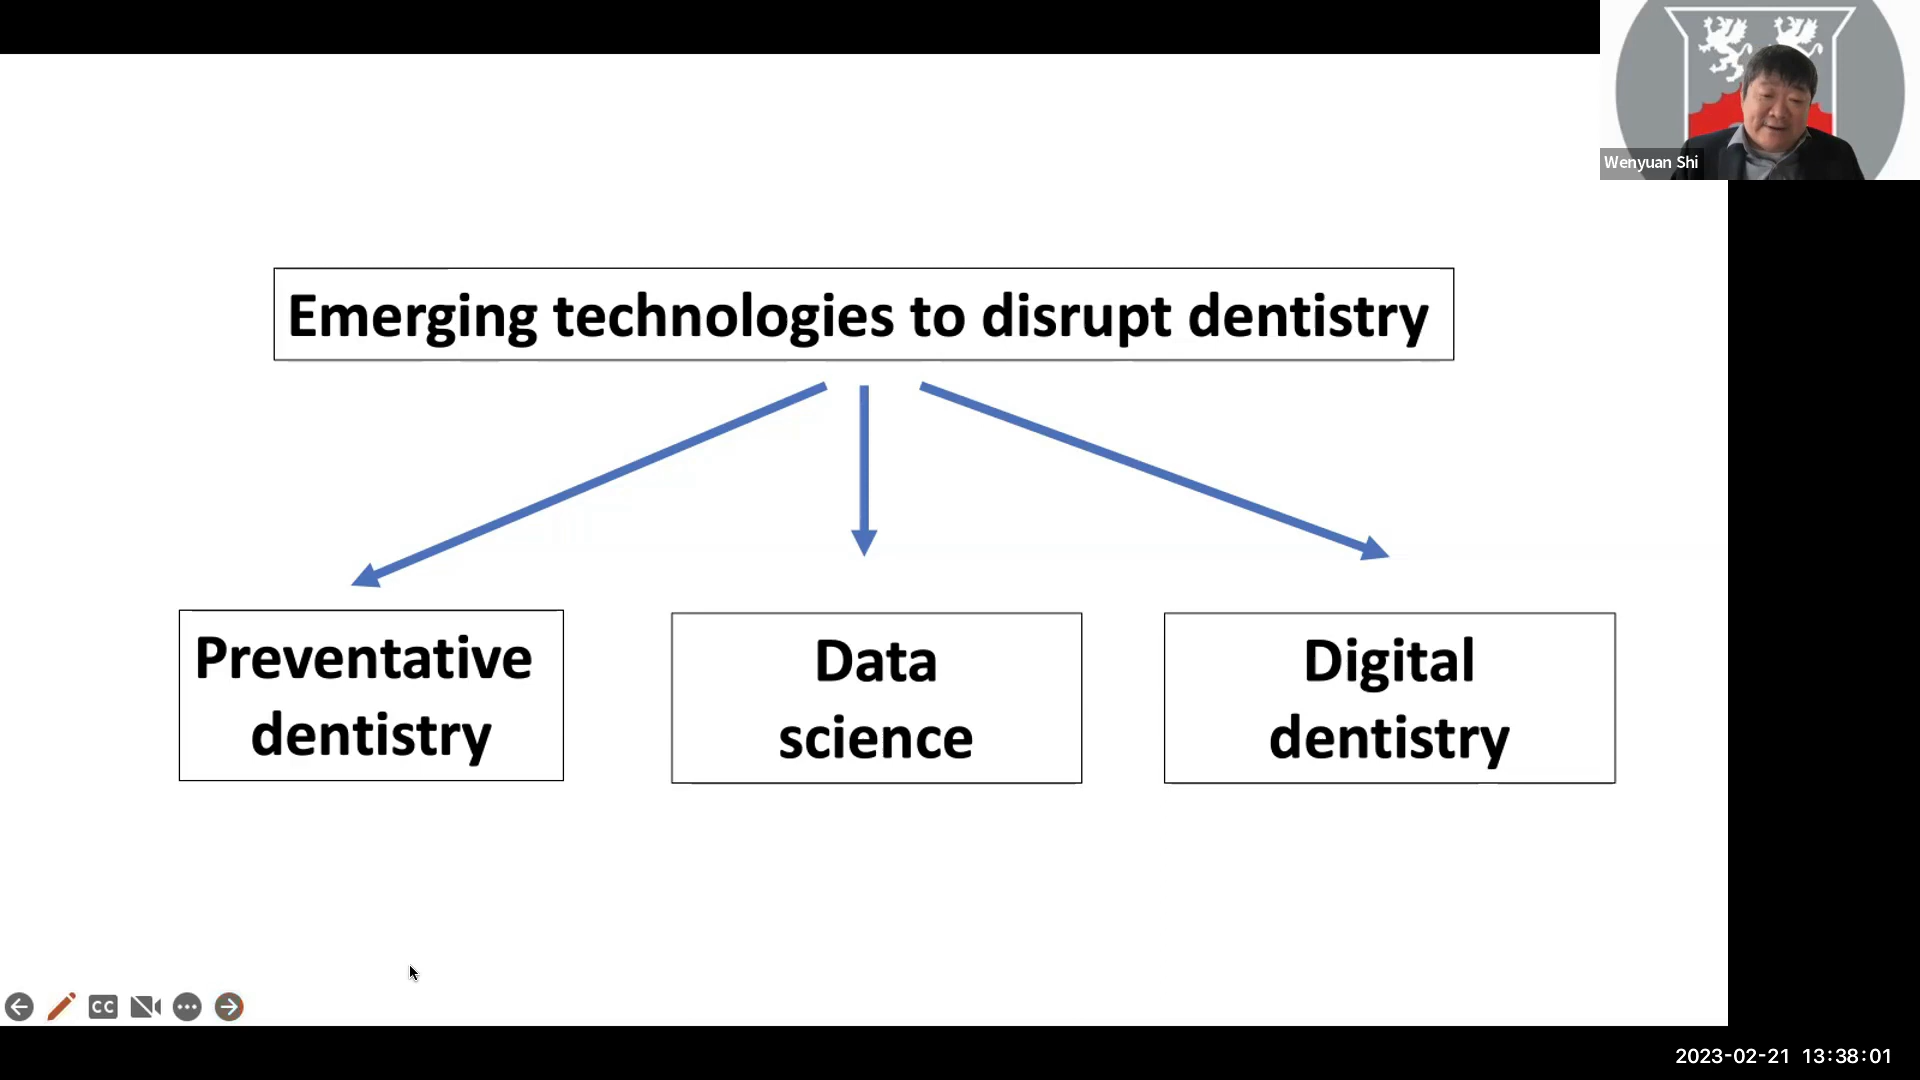 Wenyuan Shi
Emerging technologies to disrupt dentistry
Preventative
dentistry
Data
science
Digital
dentistry
CC
2023-02-21 13:38:01